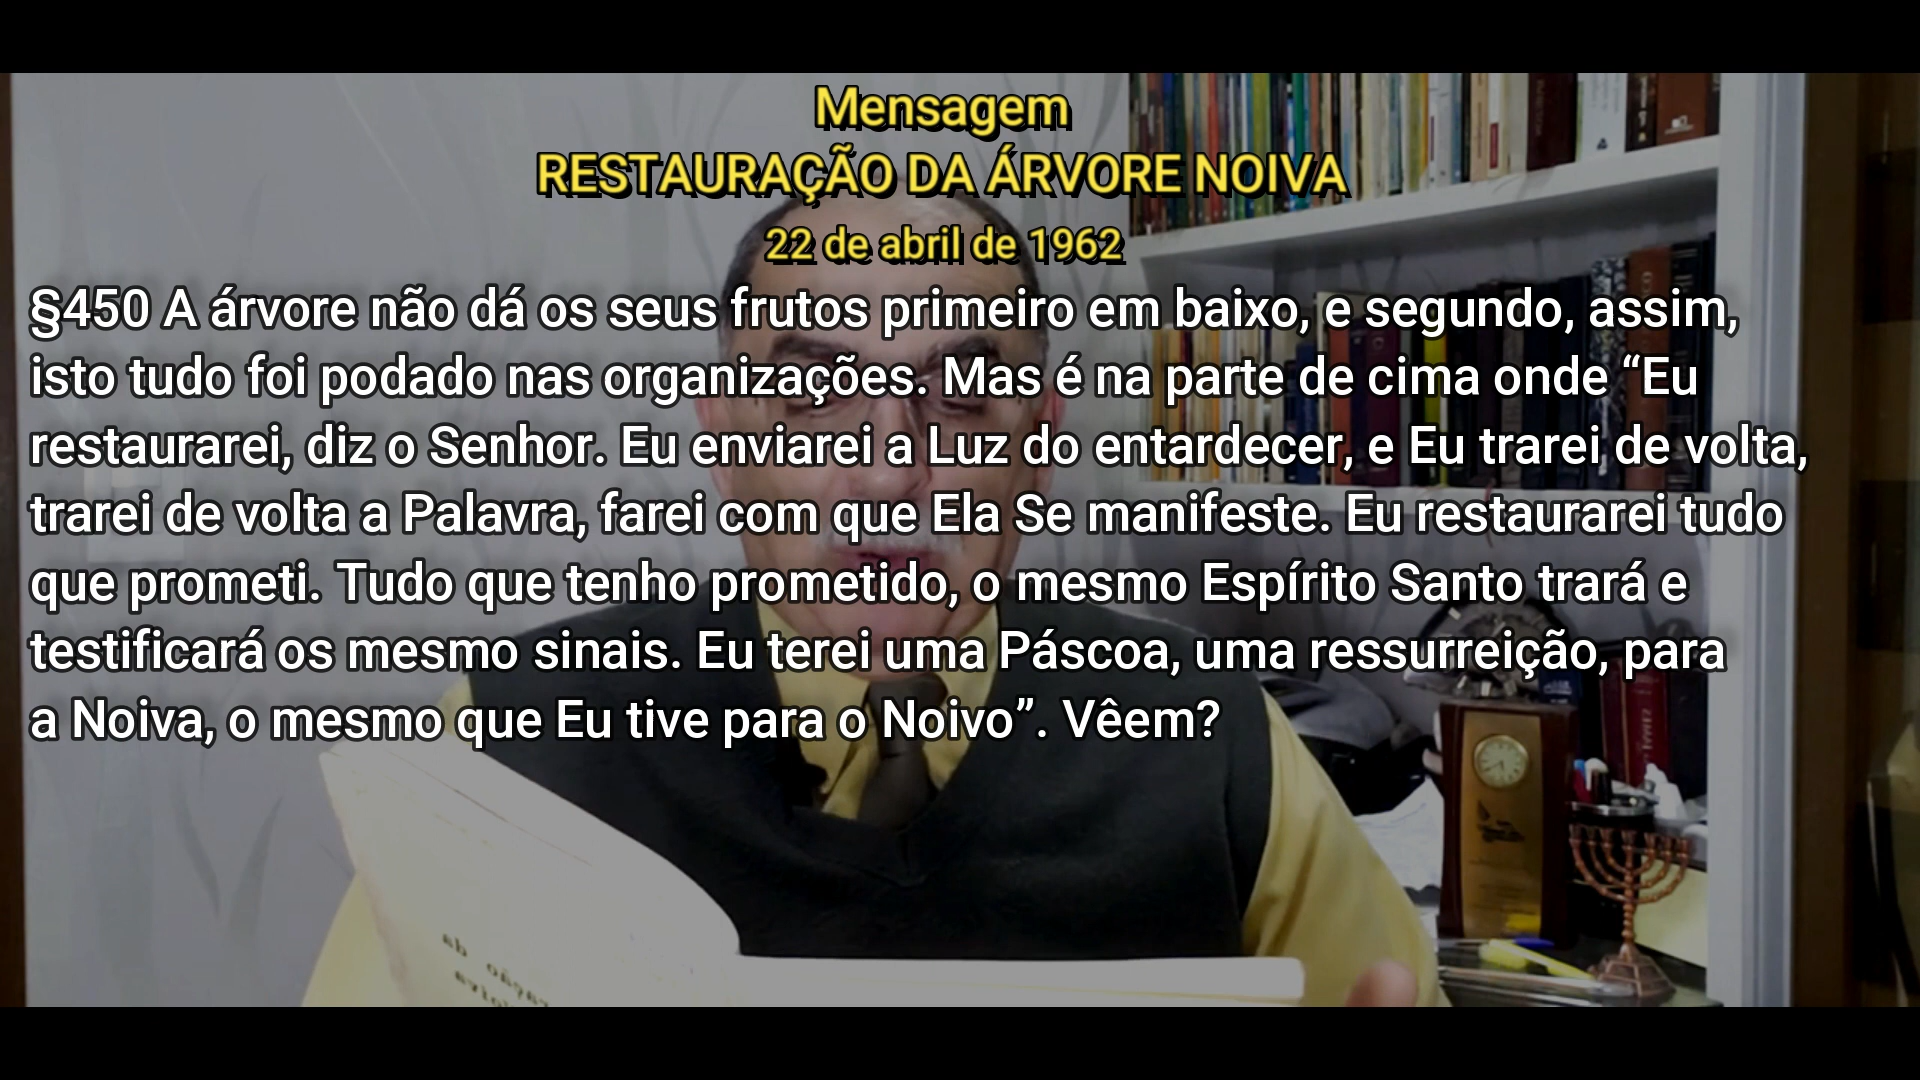 Mensagem
RESTAURAÇÃO DA ÁRVORE NOIVA
22 de abril de 1962
§450 A árvore não dá os seus frutos primeiro em baixo, e segundo, assim,
isto tudo foi podado nas organizações. Mas é na parte de cima onde “Eu
restaurarei, diz o Senhor. Eu enviarei a Luz do entardecer, e Eu trarei de volta,
trarei de volta a Palavra, farei com que Ela Se manifeste. Eu restaurarei tudo
que prometi. Tudo que tenho prometido, o mesmo Espírito Santo trará e
testificará os mesmo sinais. Eu terei uma Páscoa, uma ressurreição, para
a Noiva, o mesmo que Eu tive para o Noivo”. Vêem?